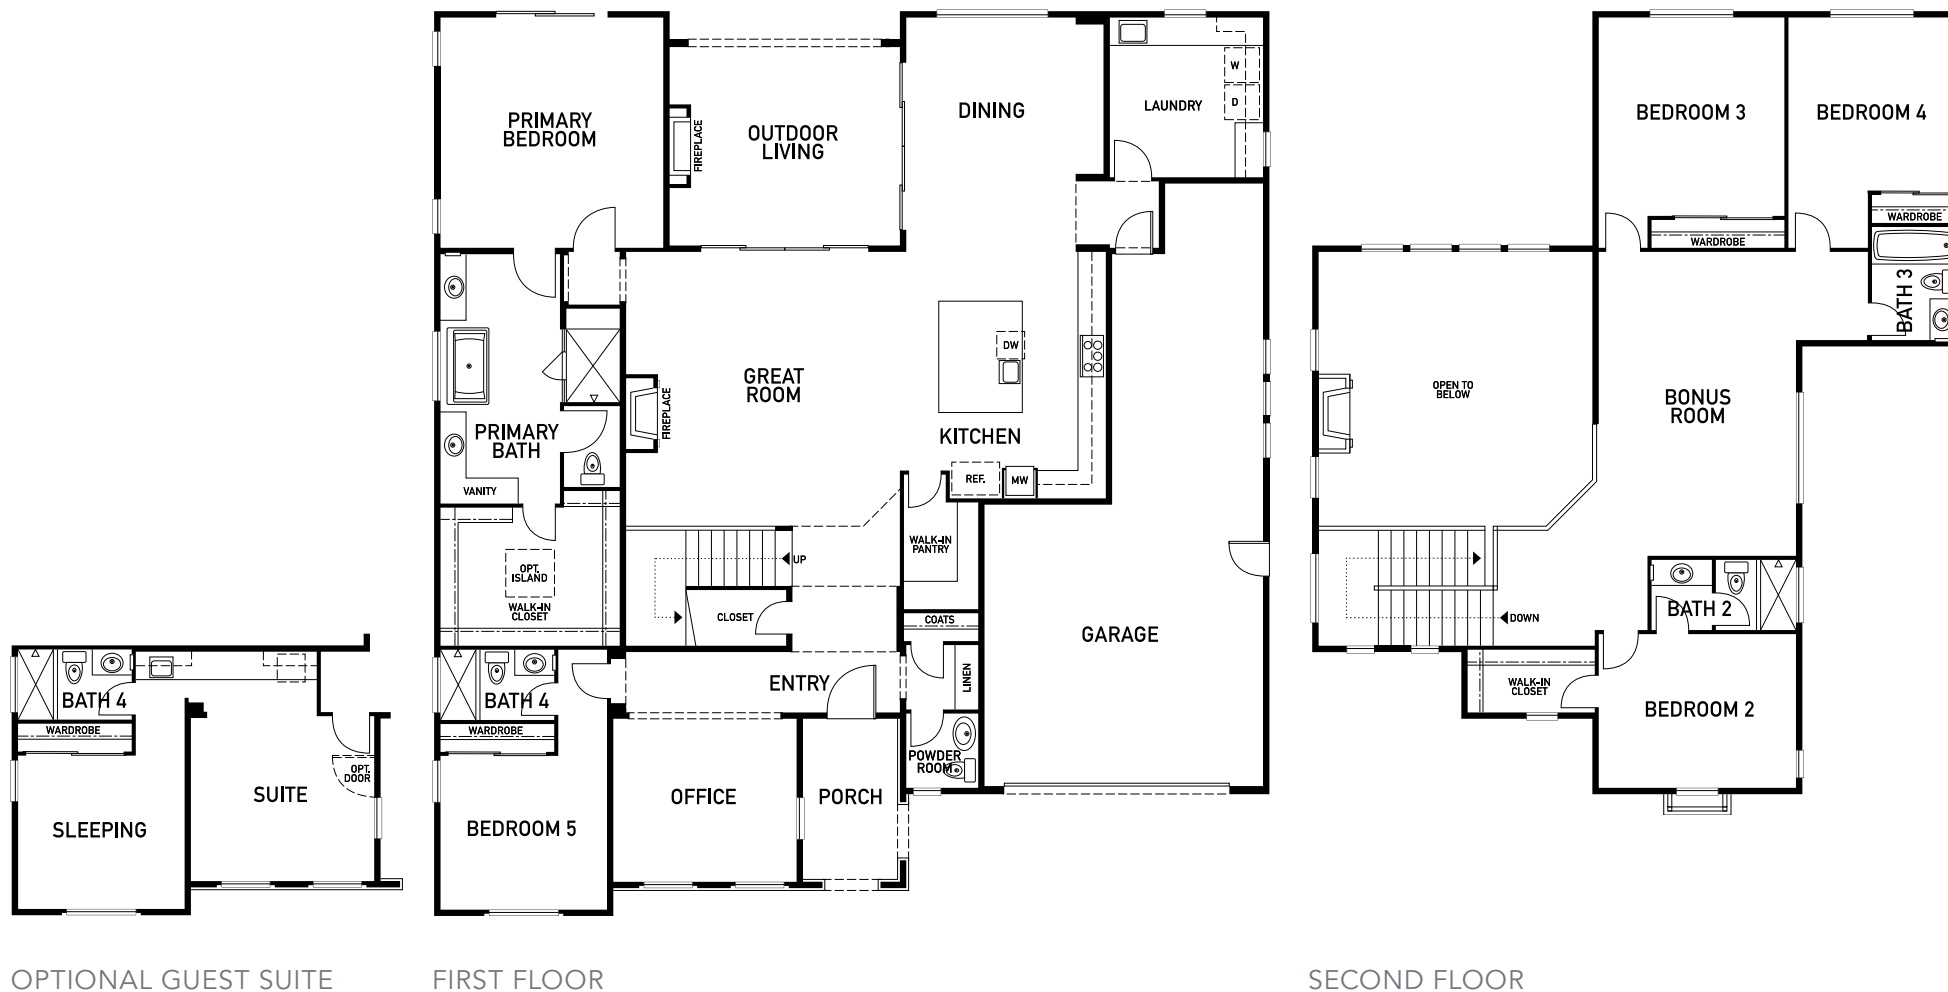 BATH 4
WARDROBE
OPT.
DOOR
SUITE
SLEEPING
OPTIONAL GUEST SUITE
PRIMARY
BEDROOM
FIREPLACE
OUTDOOR
LIVING
DINING
LAUNDRY
W
D
GREAT
ROOM
FIREPLACE
DW
KITCHEN
REF.
MW
PRIMARY
BATH
VANITY
OPT.
ISLAND
WALK-IN
CLOSET
UP
CLOSET
WALK-IN
PANTRY
COATS
LINEN
GARAGE
ENTRY
BATH 4
WARDROBE
POWDER
ROOM
BEDROOM 5
OFFICE
PORCH
FIRST FLOOR
BEDROOM 3
BEDROOM 4
WARDROBE
WARDROBE
BATH 3
OPEN TO
BELOW
BONUS
ROOM
BATH 2
DOWN
WALK-IN
CLOSET
BEDROOM 2
SECOND FLOOR